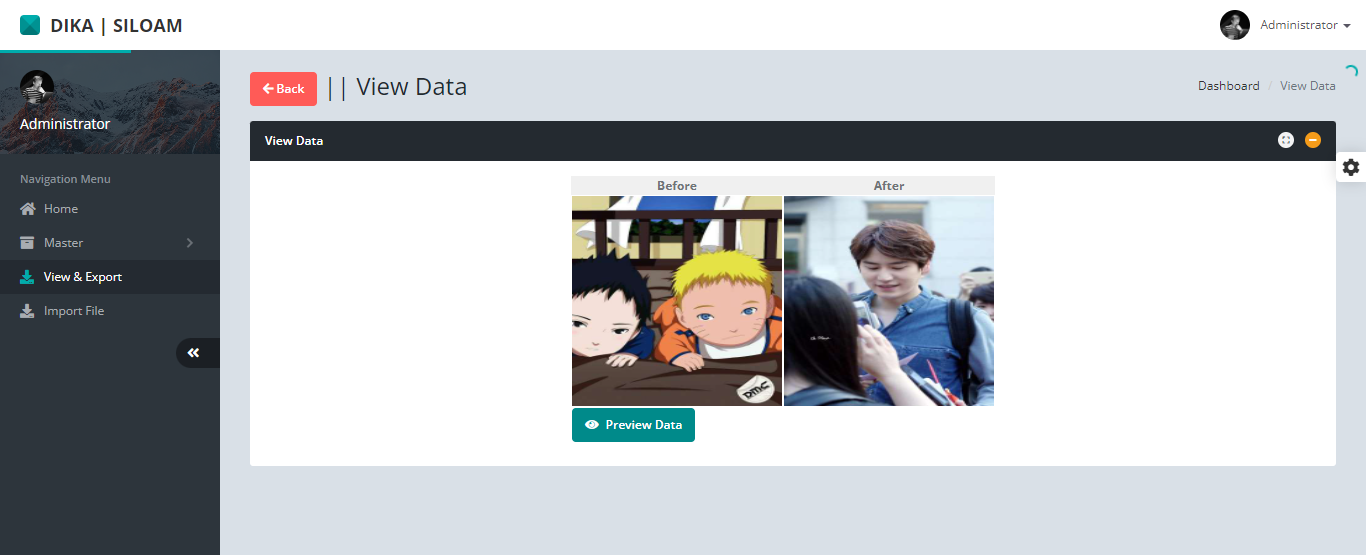 DIKA | SILOAM
Administrator
Administrator
Navigation Menu
Home
Master
View & Export
Import File
Back || View Data
Dashboard / View Data
View Data
Before After
DMC
Preview Data